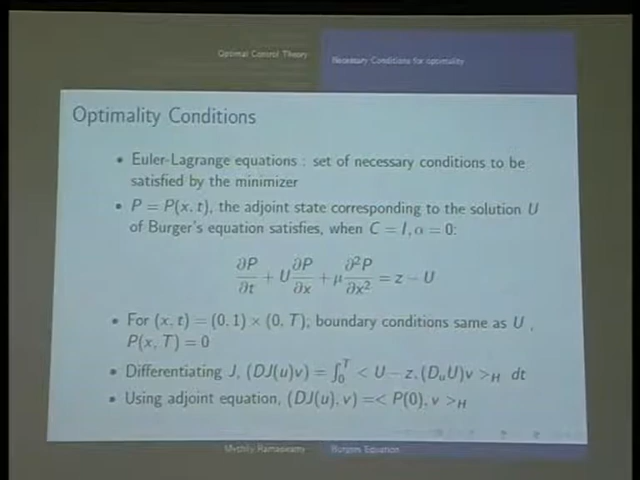 Optimal Control Theory
Necessary Conditions for optimality
Optimality Conditions
• Euler-Lagrange equations : set of necessary conditions to be
satisfied by the minimizer
• P = P(x, t), the adjoint state corresponding to the solution U
of Burger's equation satisfies, when C = I, α = 0:
∂P/∂t + U ∂P/∂x + μ ∂²P/∂x² = z − U
• For (x, t) = (0, 1) × (0, T); boundary conditions same as U ,
P(x, T) = 0
• Differentiating J, (DJ(u)v) = ∫₀ᵀ < U − z, (DᵤU)v >_H dt
• Using adjoint equation, (DJ(u), v) =< P(0), v >_H
Mythily Ramaswamy
Burgers Equation